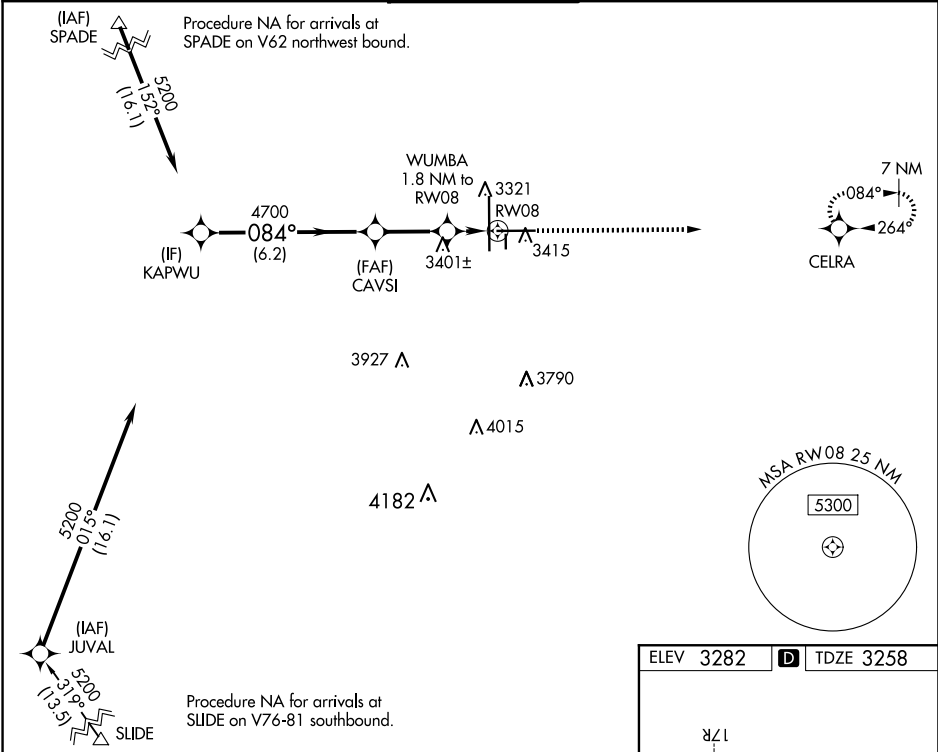 (IAF)
SPADE
Procedure NA for arrivals at
SPADE on V62 northwest bound.
5200
152°
(16.1)
WUMBA
1.8 NM to
RW08
3321
RW08
7 NM
084°
264°
CELRA
4700
084°
(6.2)
(IF)
KAPWU
(FAF)
CAVSI
3401±
3415
3927
3790
4015
4182
MSA RW08 25 NM
5300
5200
015°
(16.1)
(IAF)
JUVAL
5200
319°
(13.5)
SLIDE
Procedure NA for arrivals at
SLIDE on V76-81 southbound.
ELEV 3282 D TDZE 3258
17R